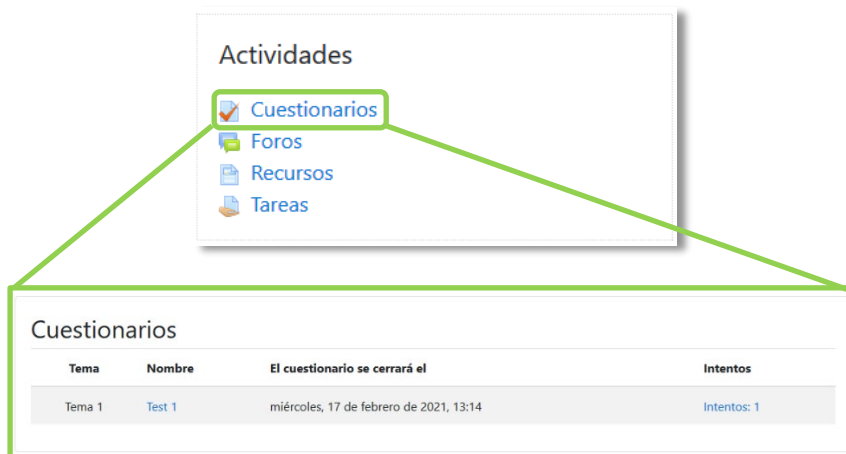 Actividades
Cuestionarios
Foros
Recursos
Tareas
Cuestionarios
Tema Nombre El cuestionario se cerrará el Intentos
Tema 1 Test 1 miércoles, 17 de febrero de 2021, 13:14 Intentos: 1